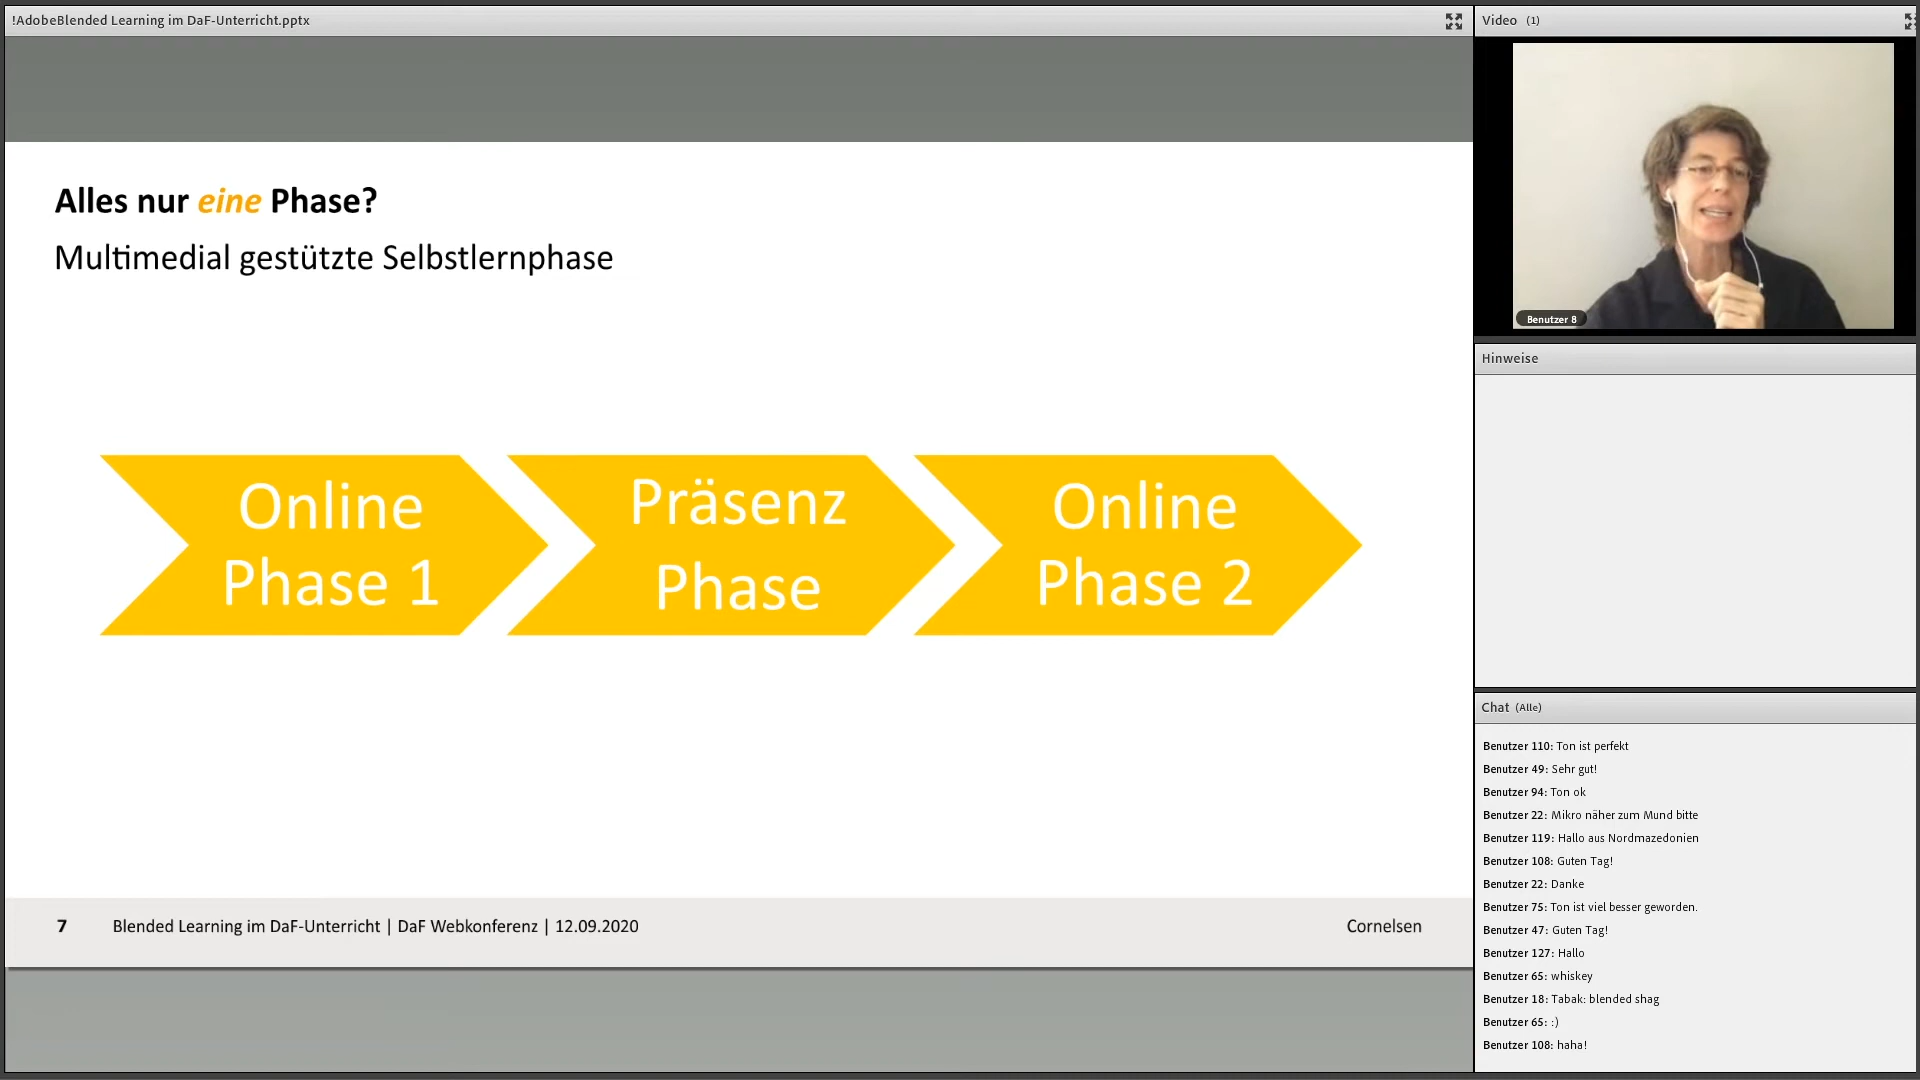 !AdobeBlended Learning im DaF-Unterricht.pptx
Alles nur eine Phase?
Multimedial gestützte Selbstlernphase
Online
Phase 1
Präsenz
Phase
Online
Phase 2
7 Blended Learning im DaF-Unterricht | DaF Webkonferenz | 12.09.2020 Cornelsen
Video (1)
Benutzer 8
Hinweise
Chat (Alle)
Benutzer 110: Ton ist perfekt
Benutzer 49: Sehr gut!
Benutzer 94: Ton ok
Benutzer 22: Mikro näher zum Mund bitte
Benutzer 119: Hallo aus Nordmazedonien
Benutzer 108: Guten Tag!
Benutzer 22: Danke
Benutzer 75: Ton ist viel besser geworden.
Benutzer 47: Guten Tag!
Benutzer 127: Hallo
Benutzer 65: whiskey
Benutzer 18: Tabak: blended shag
Benutzer 65: :)
Benutzer 108: haha!